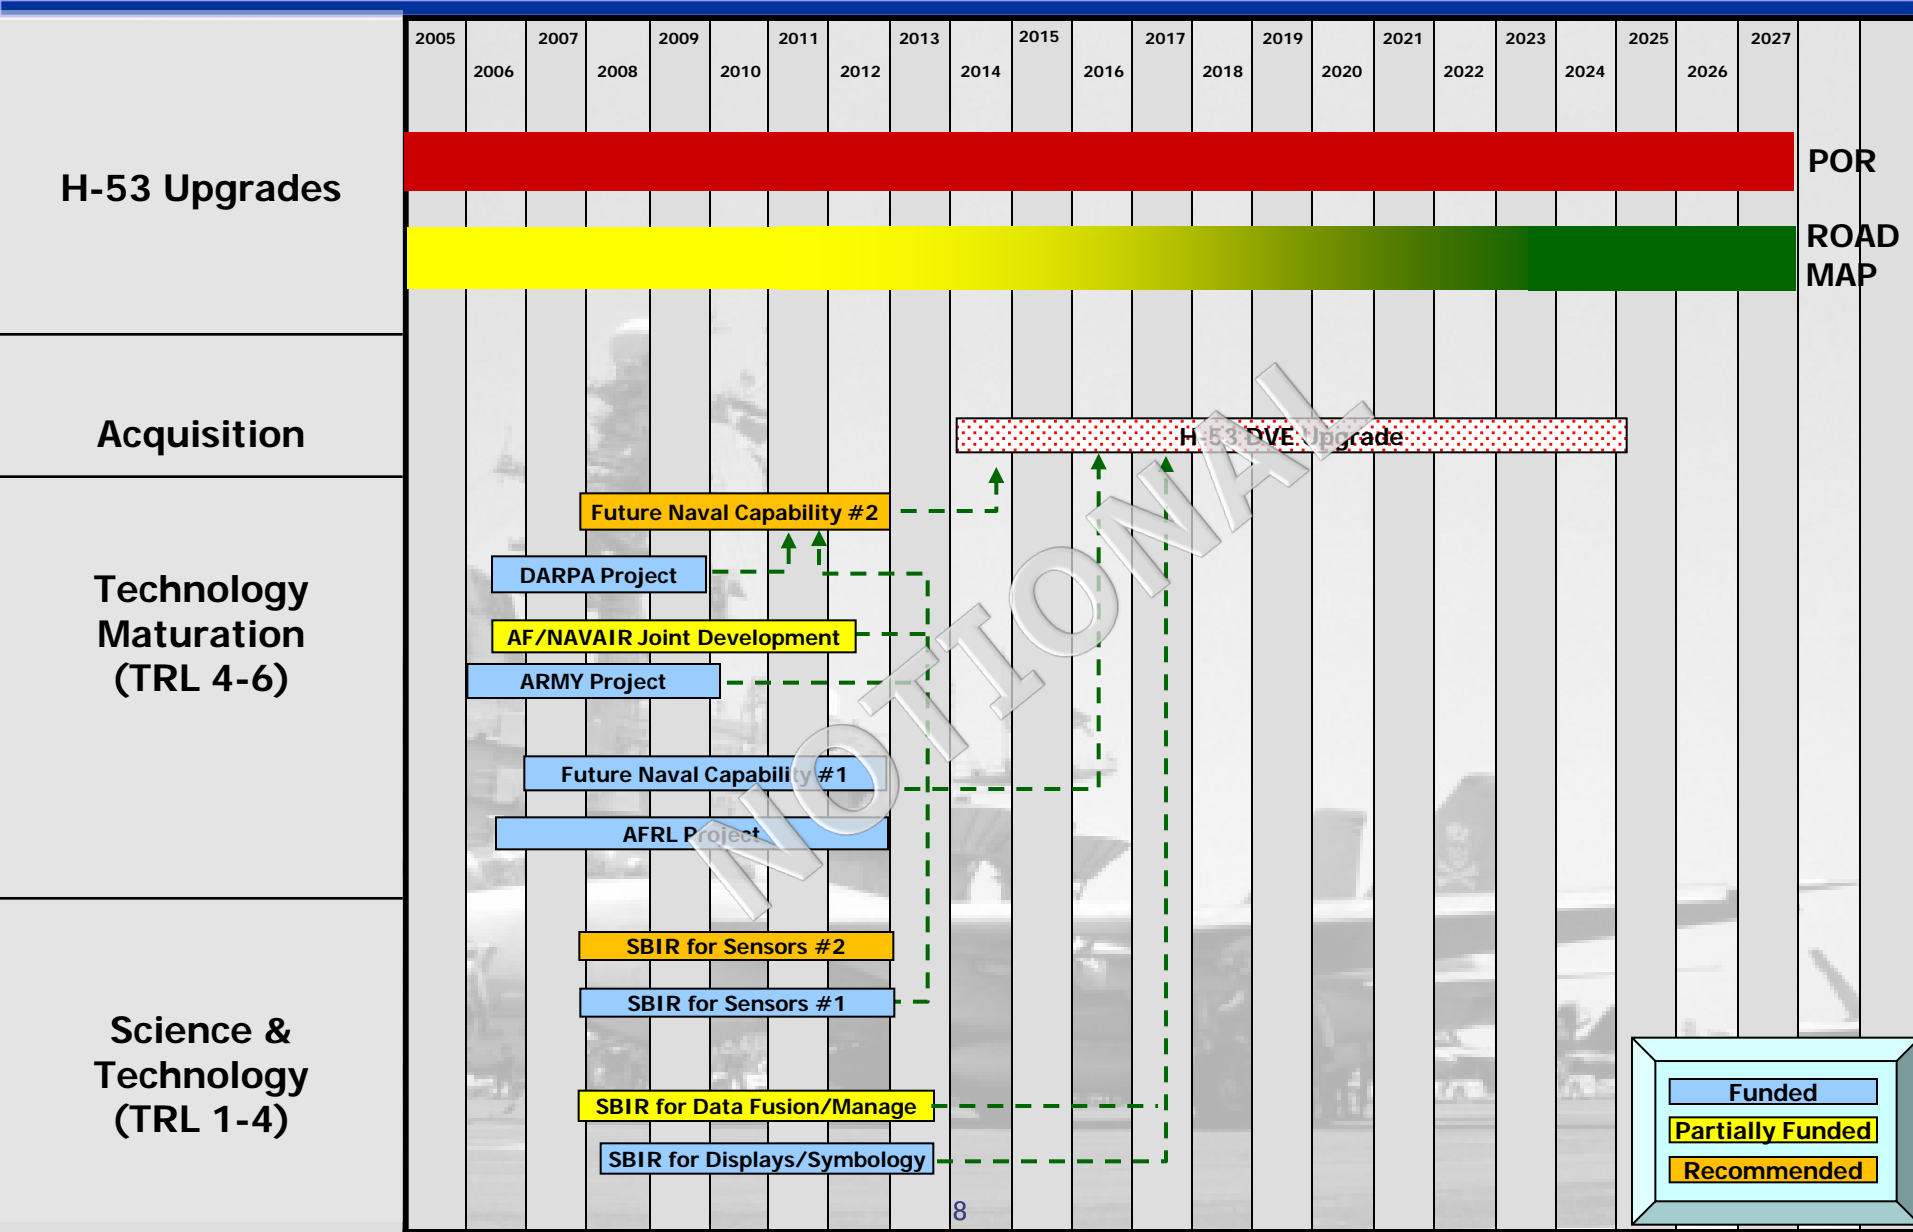 2005 2007 2009 2011 2013 2015 2017 2019 2021 2023 2025 2027
2006 2008 2010 2012 2014 2016 2018 2020 2022 2024 2026
H-53 Upgrades
POR
ROAD
MAP
Acquisition
H-53 DVE Upgrade
Technology
Maturation
(TRL 4-6)
Future Naval Capability #2
DARPA Project
AF/NAVAIR Joint Development
ARMY Project
Future Naval Capability #1
AFRL Project
NOTIONAL
Science &
Technology
(TRL 1-4)
SBIR for Sensors #2
SBIR for Sensors #1
SBIR for Data Fusion/Manage
SBIR for Displays/Symbology
Funded
Partially Funded
Recommended
8